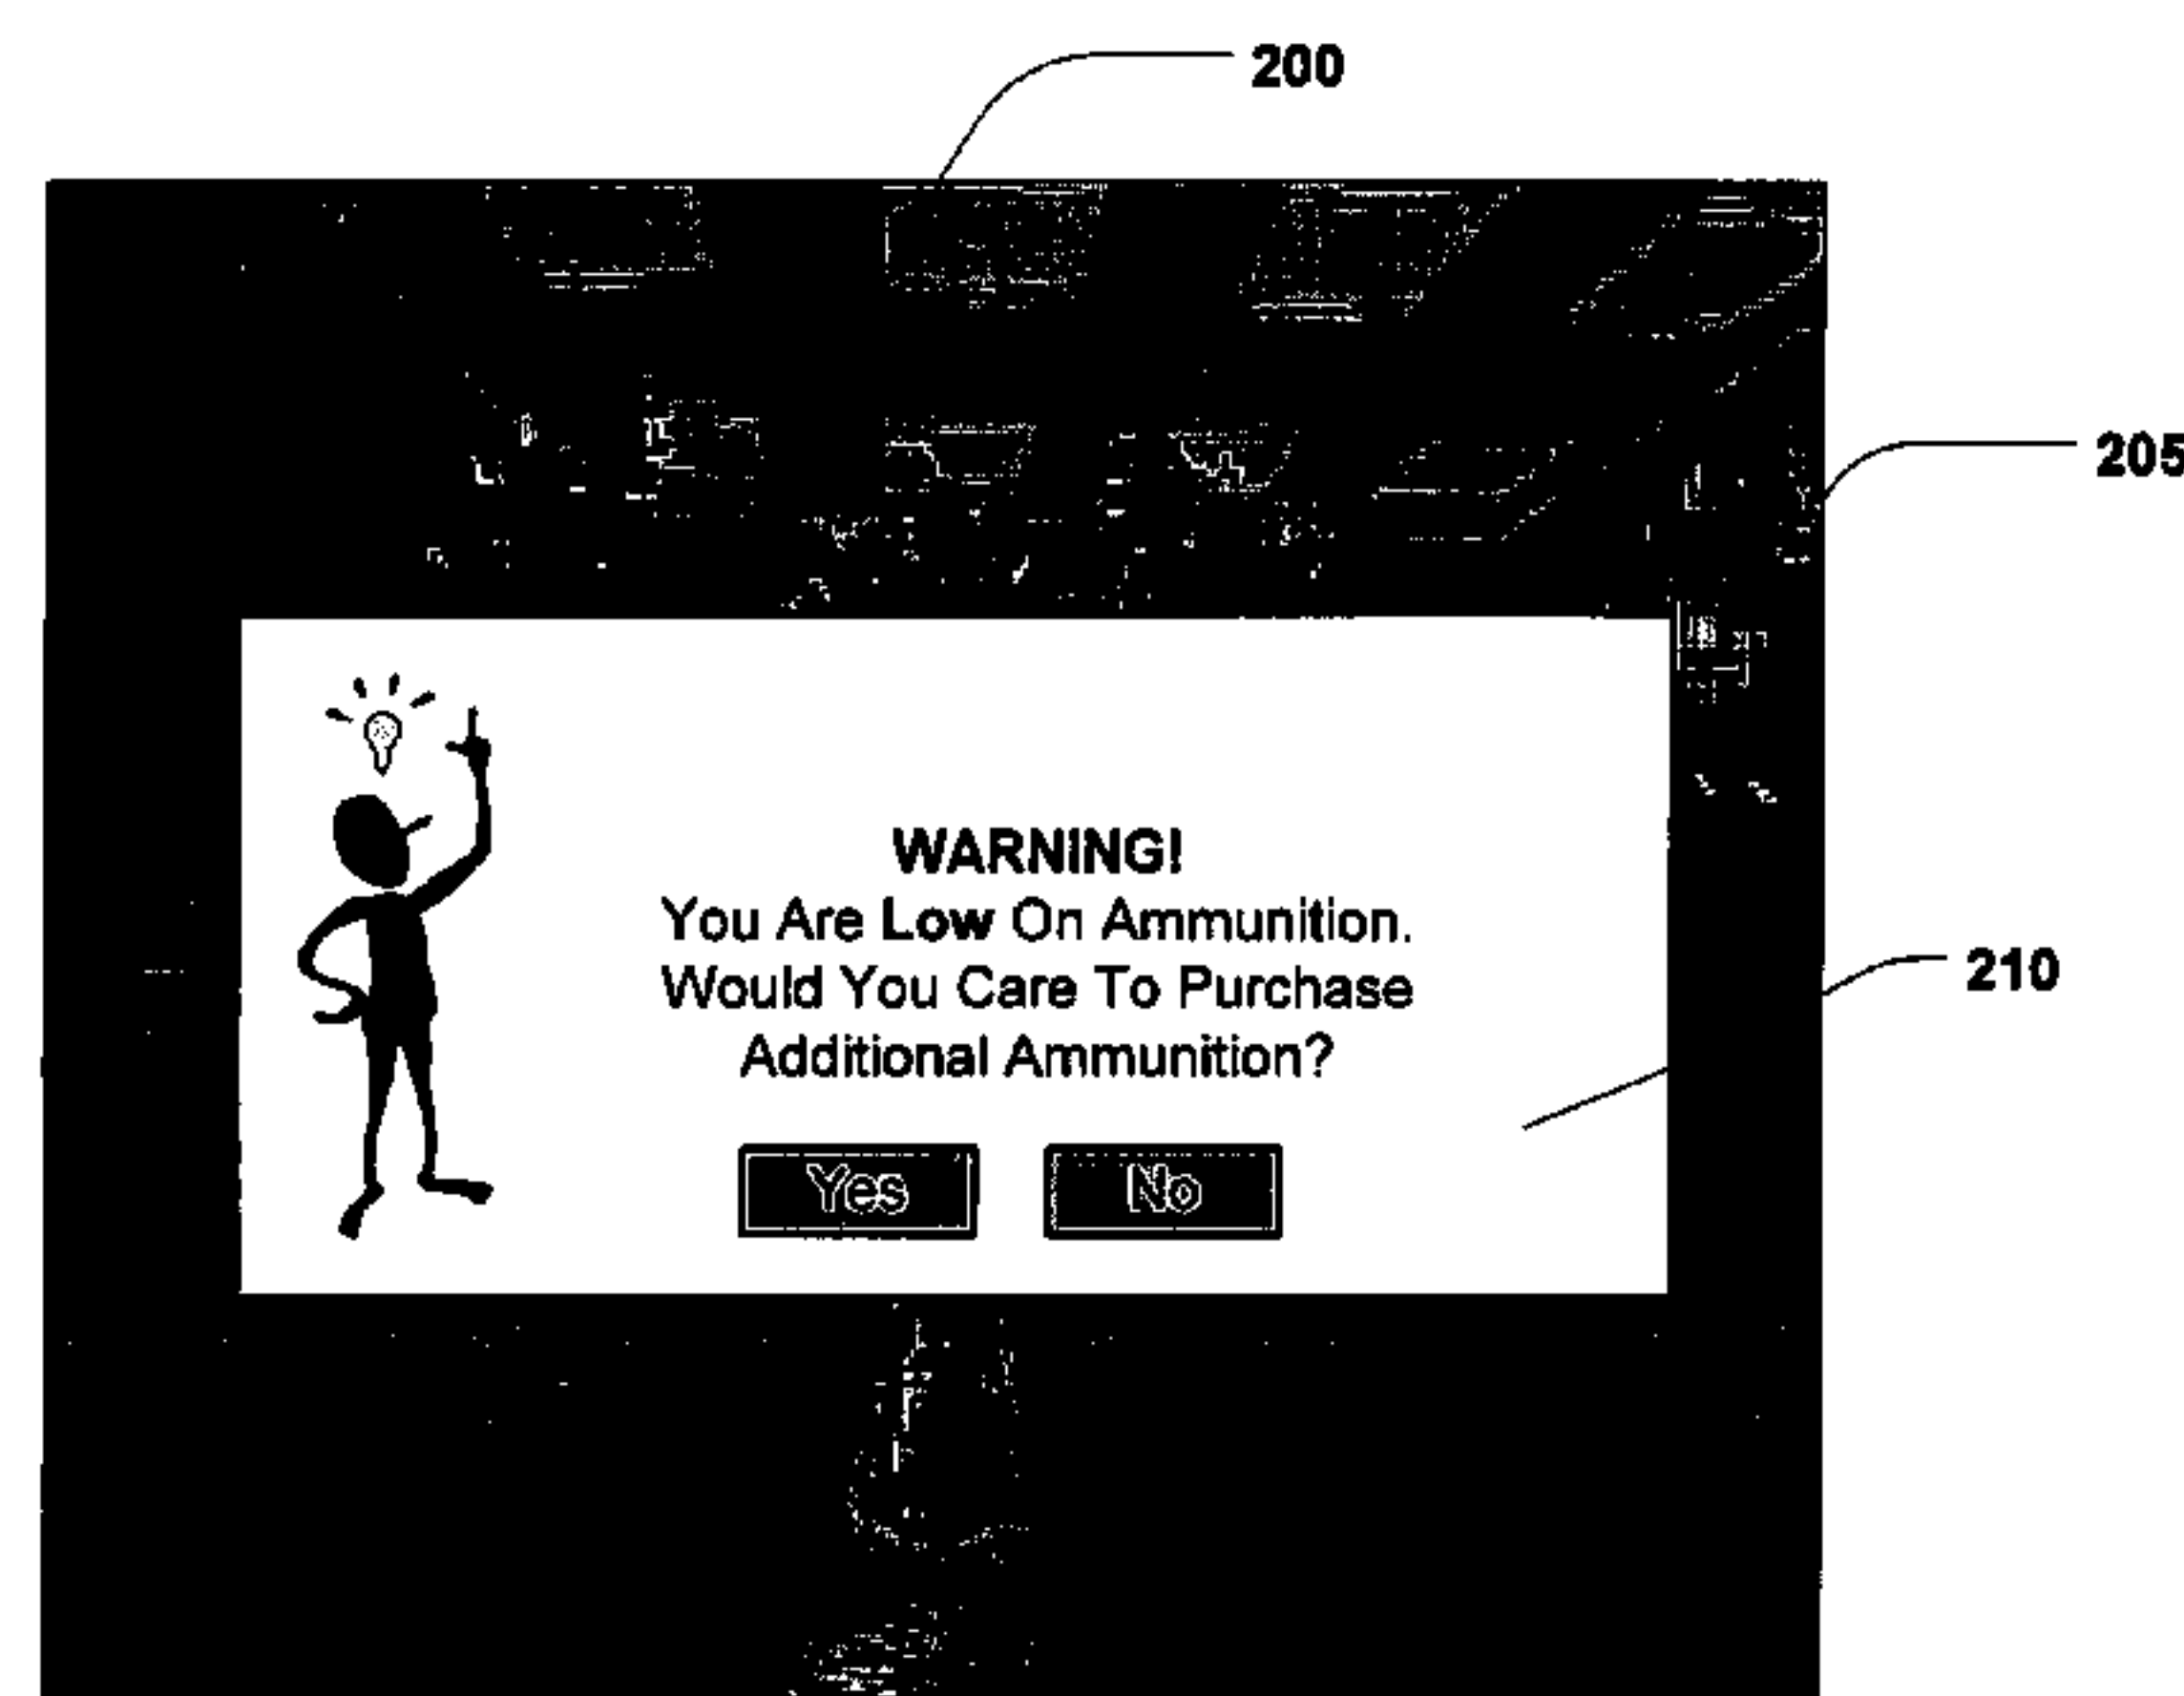 200
205
WARNING!
You Are Low On Ammunition.
Would You Care To Purchase
210
Additional Ammunition?
Yes No